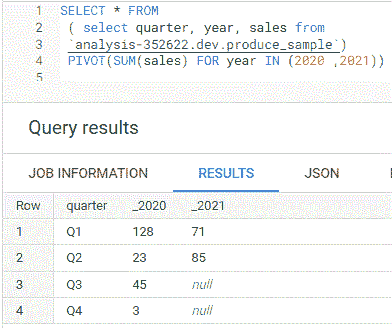 1 SELECT * FROM
2 ( select quarter, year, sales from
3 `analysis-352622.dev.produce_sample`)
4 PIVOT(SUM(sales) FOR year IN (2020 ,2021))
5
Query results
JOB INFORMATION RESULTS JSON
Row quarter _2020 _2021
1 Q1 128 71
2 Q2 23 85
3 Q3 45 null
4 Q4 3 null